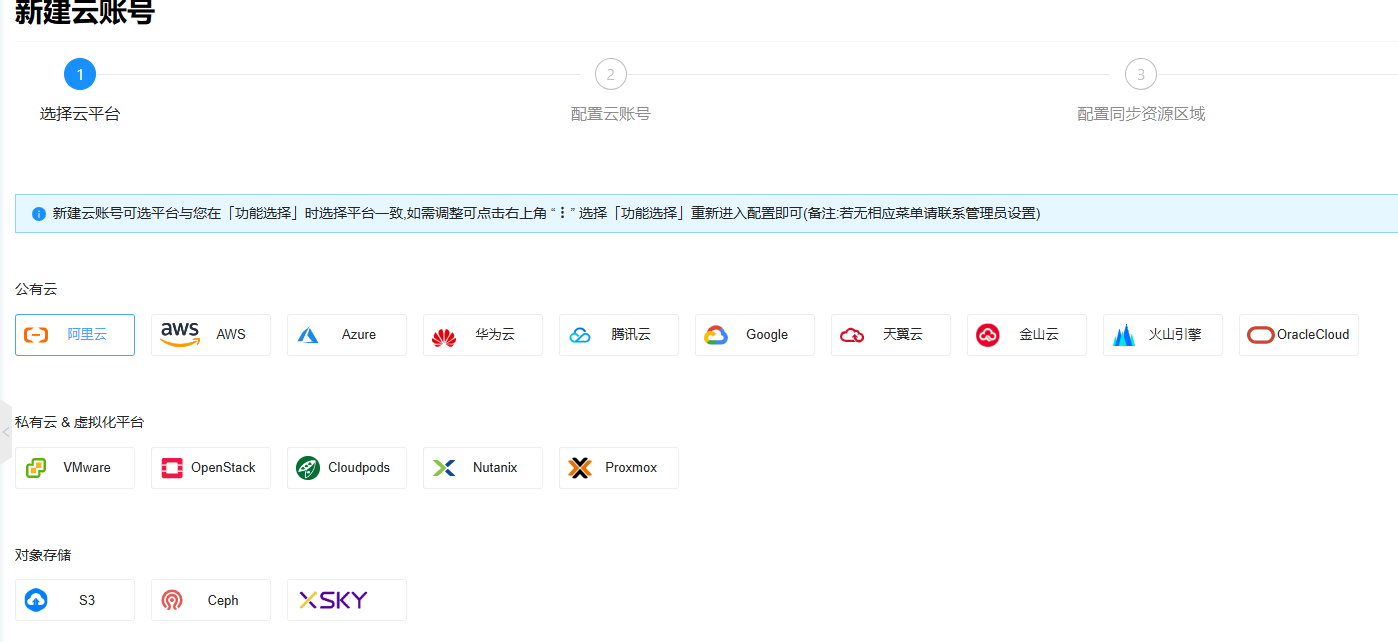 新建云账号
1
2
3
选择云平台
配置云账号
配置同步资源区域
新建云账号可选平台与您在「功能选择」时选择平台一致,如需调整可点击右上角 “⋮” 选择「功能选择」重新进入配置即可(备注:若无相应菜单请联系管理员设置)
公有云
阿里云
aws AWS
Azure
华为云
腾讯云
Google
天翼云
金山云
火山引擎
OracleCloud
私有云 & 虚拟化平台
VMware
OpenStack
Cloudpods
Nutanix
Proxmox
对象存储
S3
Ceph
XSKY